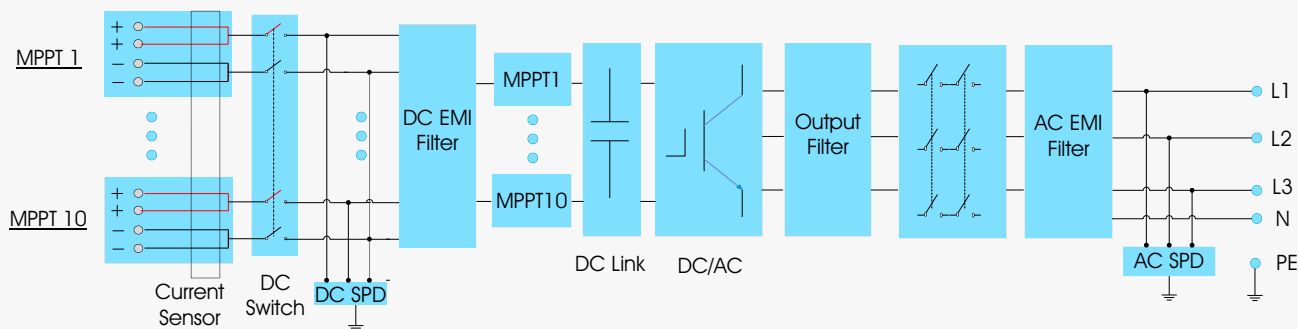 MPPT 1
+
+
−
−
MPPT 10
+
+
−
−
Current
Sensor
DC
Switch
DC SPD
DC EMI
Filter
MPPT1
MPPT10
DC Link
DC/AC
Output
Filter
AC EMI
Filter
L1
L2
L3
N
AC SPD
PE